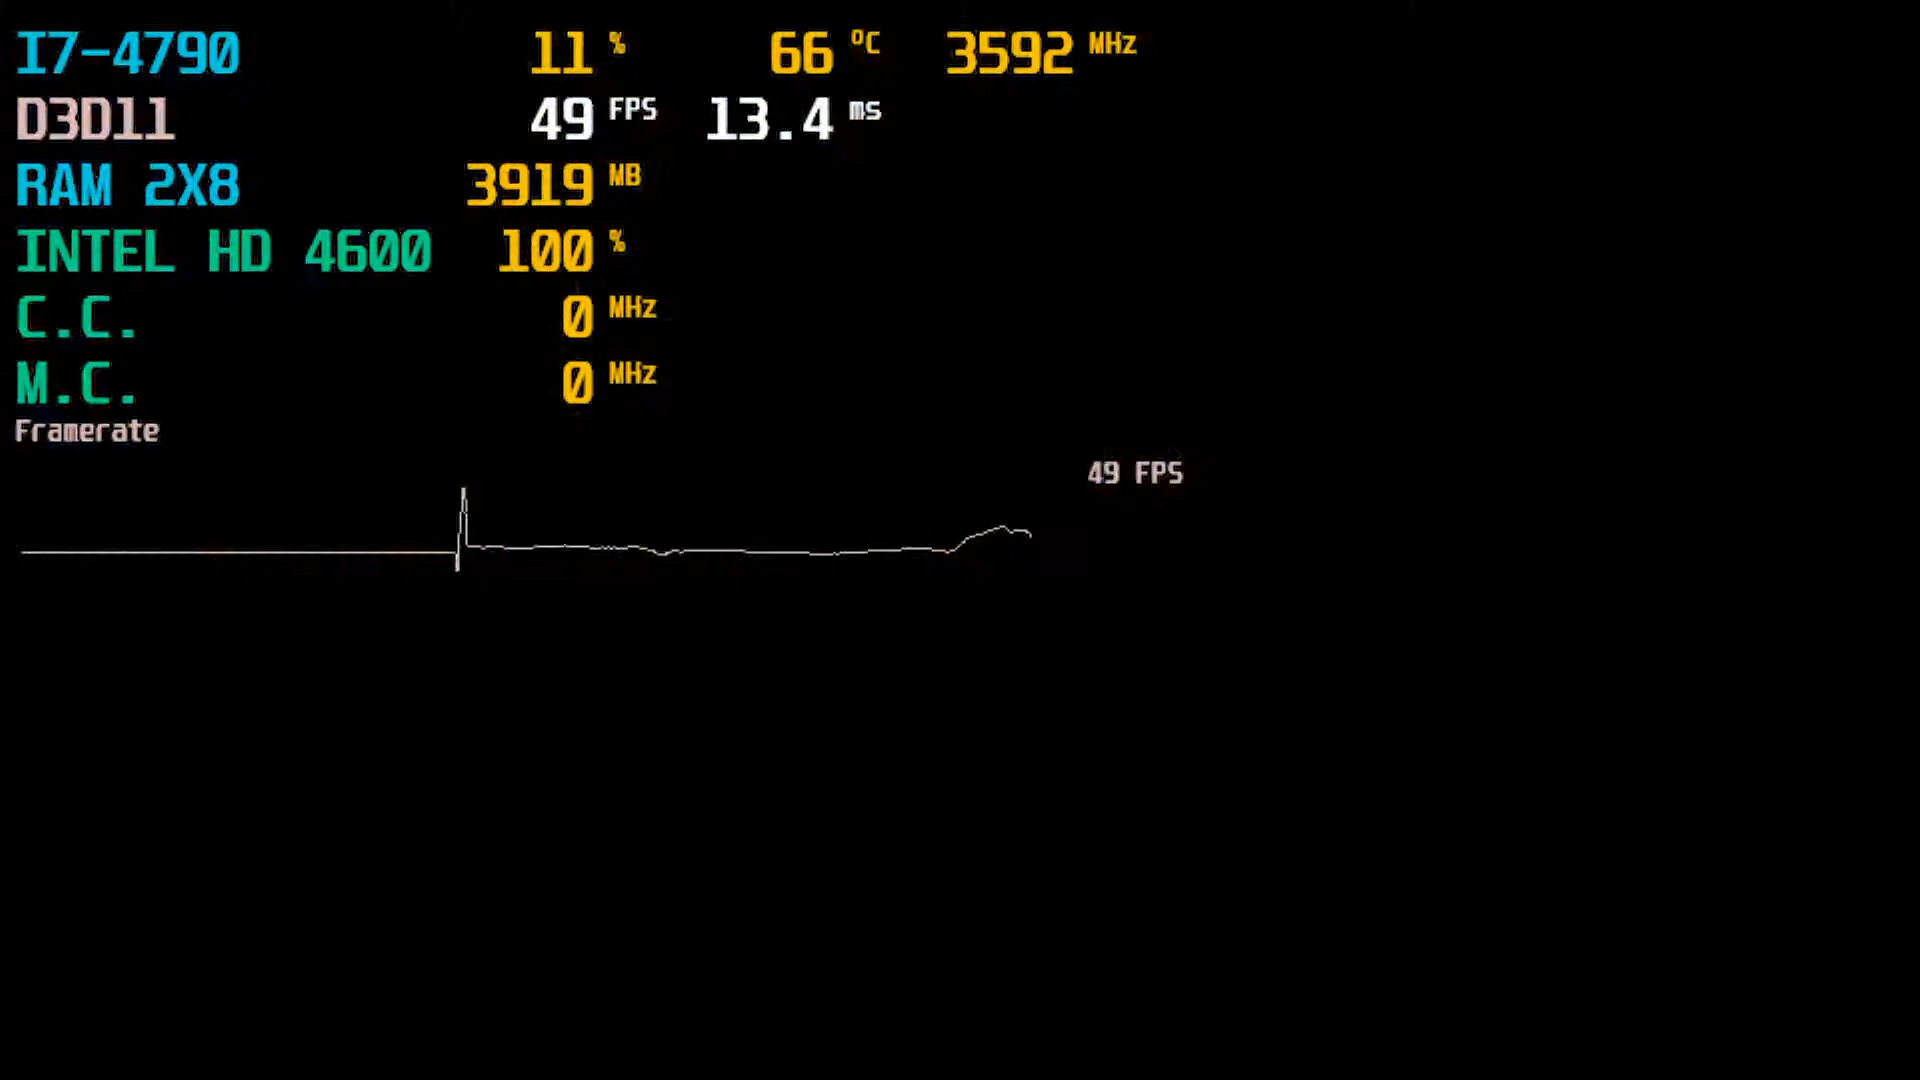 I7-4790 11 % 66 °C 3592 MHz
D3D11 49 FPS 13.4 ms
RAM 2X8 3919 MB
INTEL HD 4600 100 %
C.C. 0 MHz
M.C. 0 MHz
Framerate
49 FPS